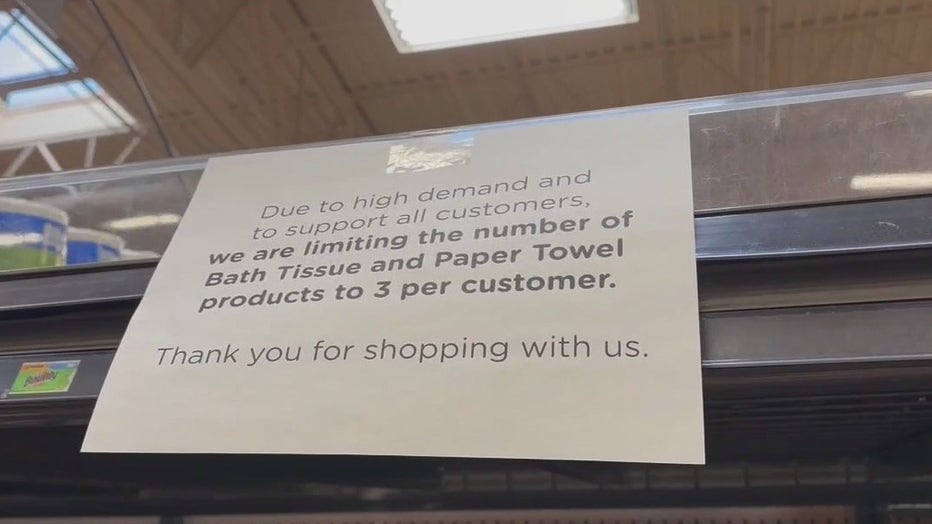 Due to high demand and
to support all customers,
we are limiting the number of
Bath Tissue and Paper Towel
products to 3 per customer.
Thank you for shopping with us.
Bounty